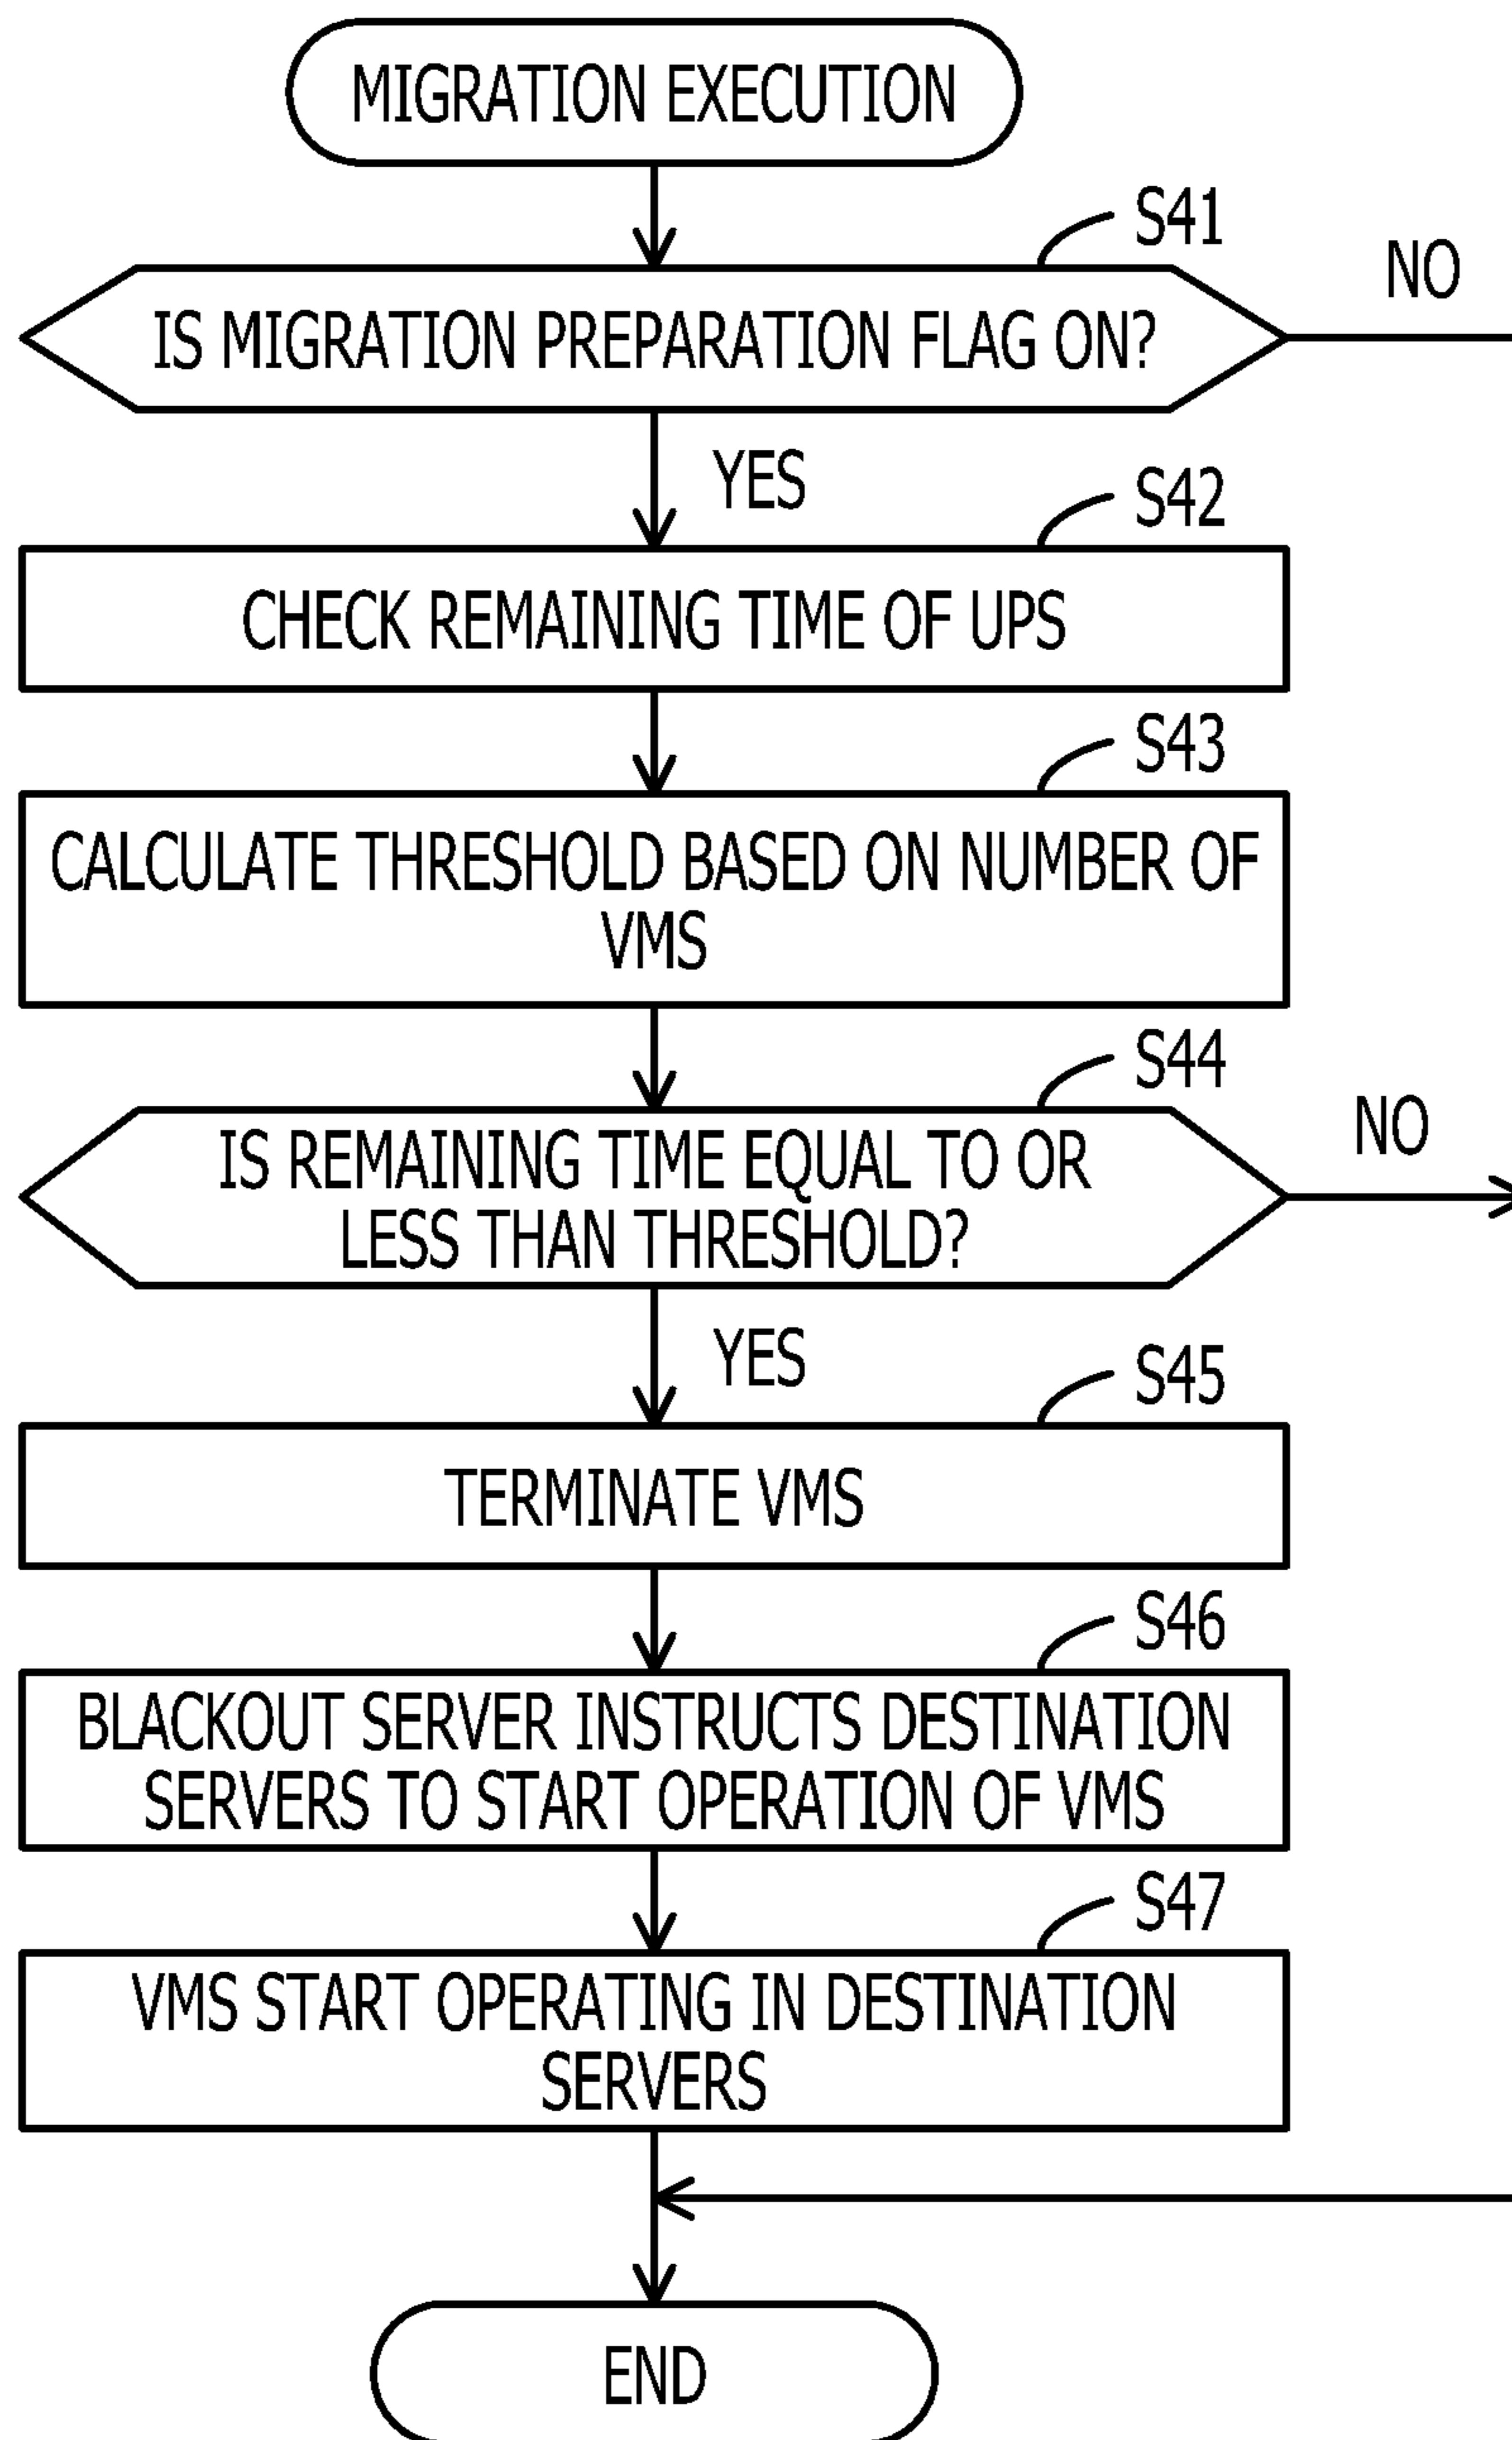 MIGRATION EXECUTION
S41
NO
IS MIGRATION PREPARATION FLAG ON?
YES
S42
CHECK REMAINING TIME OF UPS
S43
CALCULATE THRESHOLD BASED ON NUMBER OF
VMS
S44
NO
IS REMAINING TIME EQUAL TO OR
LESS THAN THRESHOLD?
YES
S45
TERMINATE VMS
S46
BLACKOUT SERVER INSTRUCTS DESTINATION
SERVERS TO START OPERATION OF VMS
S47
VMS START OPERATING IN DESTINATION
SERVERS
END